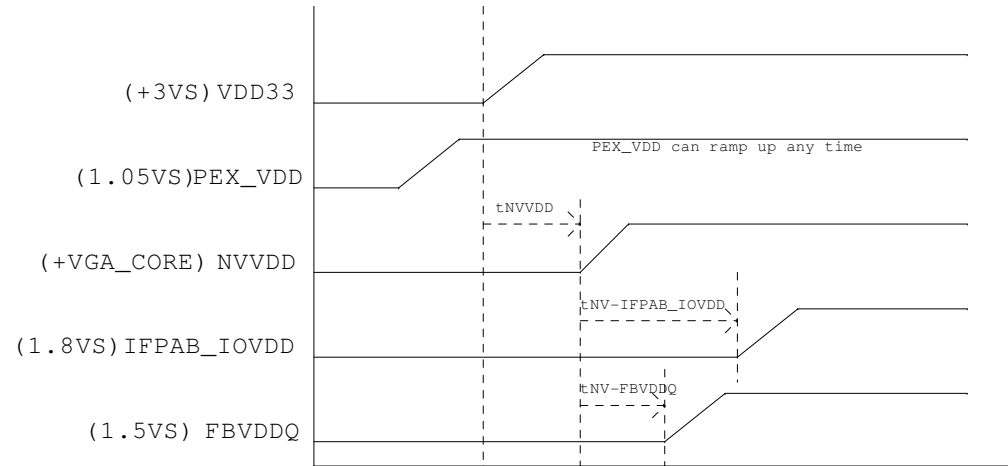 (+3VS) VDD33
PEX_VDD can ramp up any time
(1.05VS)PEX_VDD
tNVVDD
(+VGA_CORE) NVVDD
tNV-IFPAB_IOVDD
(1.8VS) IFPAB_IOVDD
tNV-FBVDDQ
(1.5VS) FBVDDQ